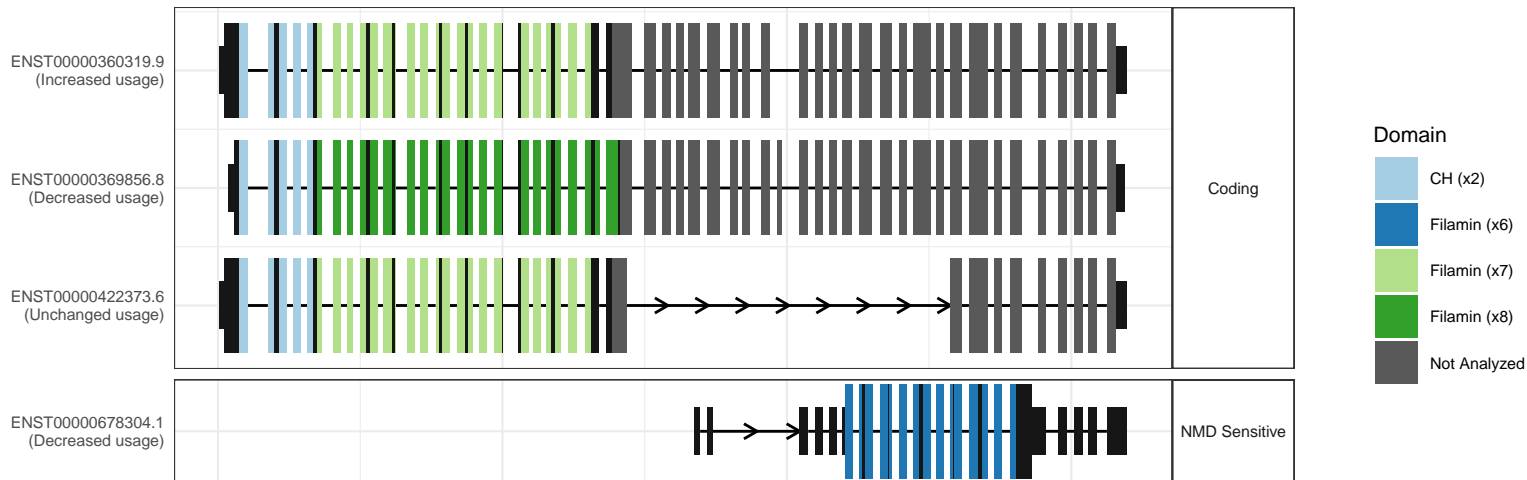 ENST00000360319.9
(Increased usage)
ENST00000369856.8
(Decreased usage)
ENST00000422373.6
(Unchanged usage)
Coding
ENST00000678304.1
(Decreased usage)
NMD Sensitive
Domain
CH (x2)
Filamin (x6)
Filamin (x7)
Filamin (x8)
Not Analyzed